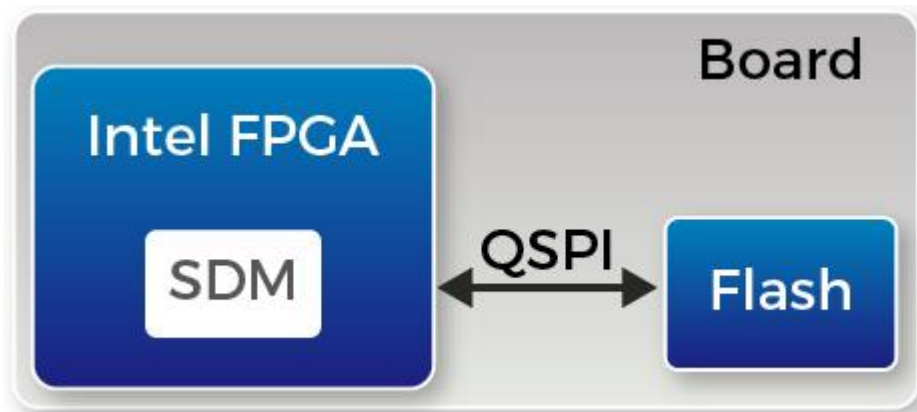 Board
Intel FPGA
SDM
QSPI
Flash